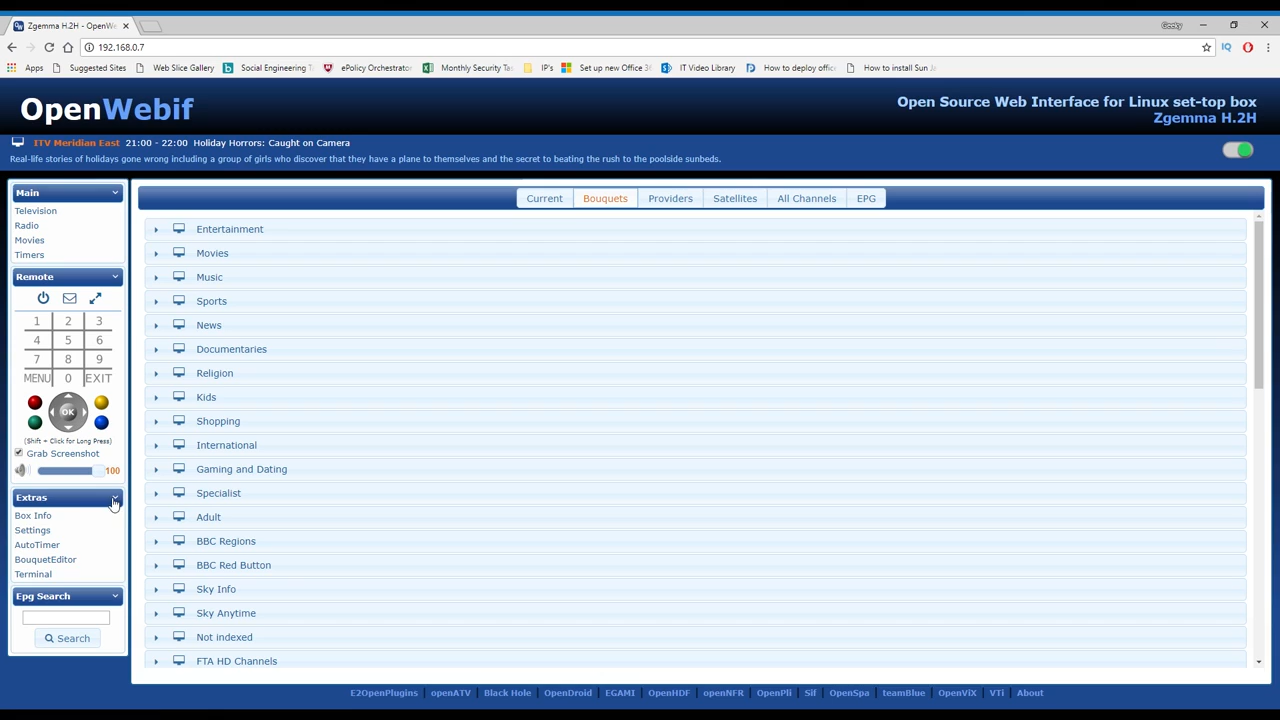 Zgemma H.2H - OpenWe
Geeky
192.168.0.7
IQ
Apps Suggested Sites Web Slice Gallery Social Engineering T ePolicy Orchestrator Monthly Security Tas IP's Set up new Office 36 IT Video Library How to deploy offic How to install Sun Ja
OpenWebif
Open Source Web Interface for Linux set-top box
Zgemma H.2H
ITV Meridian East 21:00 - 22:00 Holiday Horrors: Caught on Camera
Real-life stories of holidays gone wrong including a group of girls who discover that they have a plane to themselves and the secret to beating the rush to the poolside sunbeds.
Main
Television
Radio
Movies
Timers
Remote
1 2 3
4 5 6
7 8 9
MENU 0 EXIT
OK
(Shift + Click for Long Press)
Grab Screenshot
100
Extras
Box Info
Settings
AutoTimer
BouquetEditor
Terminal
Epg Search
Search
Current Bouquets Providers Satellites All Channels EPG
Entertainment
Movies
Music
Sports
News
Documentaries
Religion
Kids
Shopping
International
Gaming and Dating
Specialist
Adult
BBC Regions
BBC Red Button
Sky Info
Sky Anytime
Not indexed
FTA HD Channels
E2OpenPlugins openATV Black Hole OpenDroid EGAMI OpenHDF openNFR OpenPli Sif OpenSpa teamBlue OpenViX VTi About